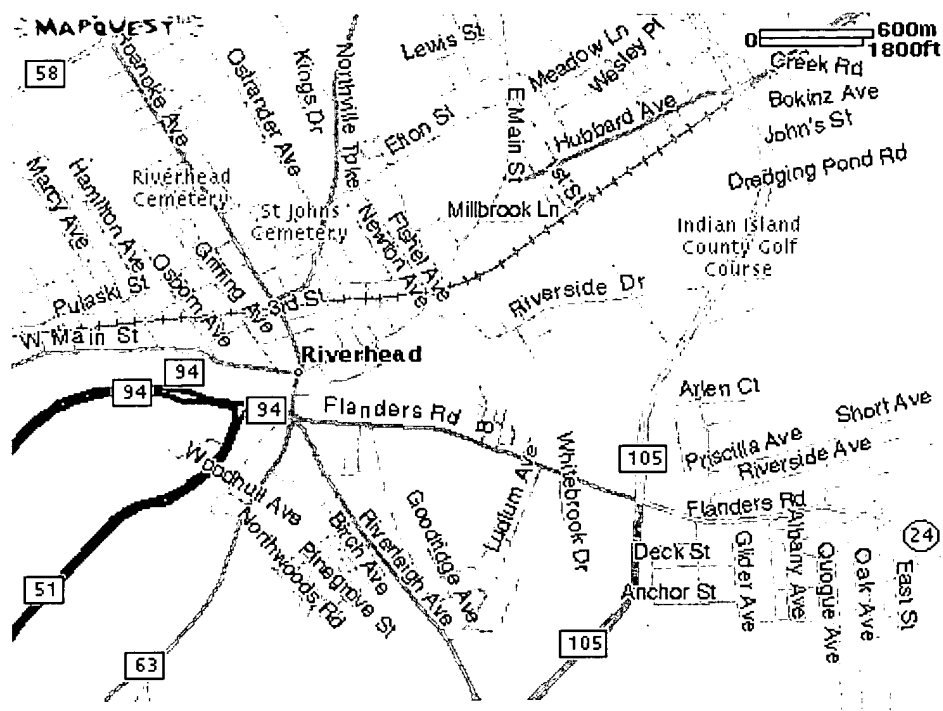 MAPQUEST
0 600m
1800ft
58
Roanoke Ave
Ostrander Ave
Kings Dr
Northville Tpke
Lewis St
Elton St
E Main St
Meadow Ln
Wesley Pl
Hubbard Ave
Creek Rd
Bokinz Ave
John's St
Dredging Pond Rd
Marcy Ave
Hamilton Ave
Riverhead
Cemetery
St Johns
Cemetery
Newton Ave
Fishel Ave
Millbrook Ln
Indian Island
County Golf
Course
Pulaski St
Osborn Ave
Griffing Ave
3rd St
Riverside Dr
W Main St
Riverhead
94
94
94
Flanders Rd
Arlen Ct
Short Ave
Priscilla Ave
Riverside Ave
105
Woodhull Ave
Northwoods Rd
Pinegrove St
Birch Ave
Riverleigh Ave
Goodridge Ave
Ludlum Ave
Whitebrook Dr
Flanders Rd
24
Deck St
Anchor St
Gilder Ave
Albany Ave
Quogue Ave
Oak Ave
East St
51
63
105